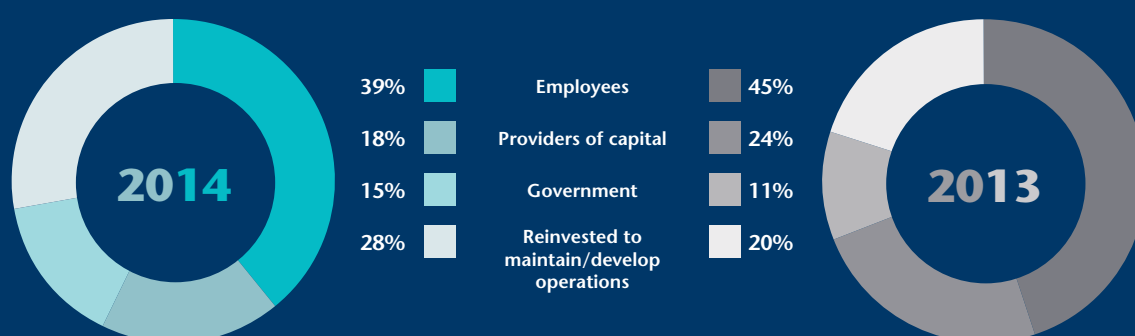 2014
39% Employees 45%
18% Providers of capital 24%
15% Government 11%
28% Reinvested to 20%
maintain/develop
operations
2013